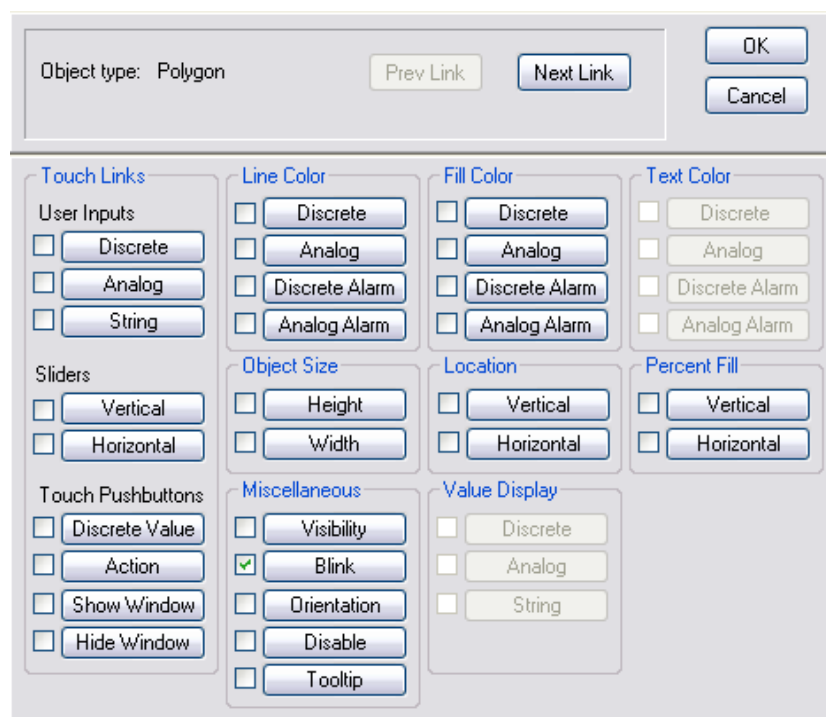 Object type: Polygon
Prev Link
Next Link
OK
Cancel
Touch Links
User Inputs
Discrete
Analog
String
Sliders
Vertical
Horizontal
Touch Pushbuttons
Discrete Value
Action
Show Window
Hide Window
Line Color
Discrete
Analog
Discrete Alarm
Analog Alarm
Object Size
Height
Width
Miscellaneous
Visibility
Blink
Orientation
Disable
Tooltip
Fill Color
Discrete
Analog
Discrete Alarm
Analog Alarm
Location
Vertical
Horizontal
Value Display
Discrete
Analog
String
Text Color
Discrete
Analog
Discrete Alarm
Analog Alarm
Percent Fill
Vertical
Horizontal